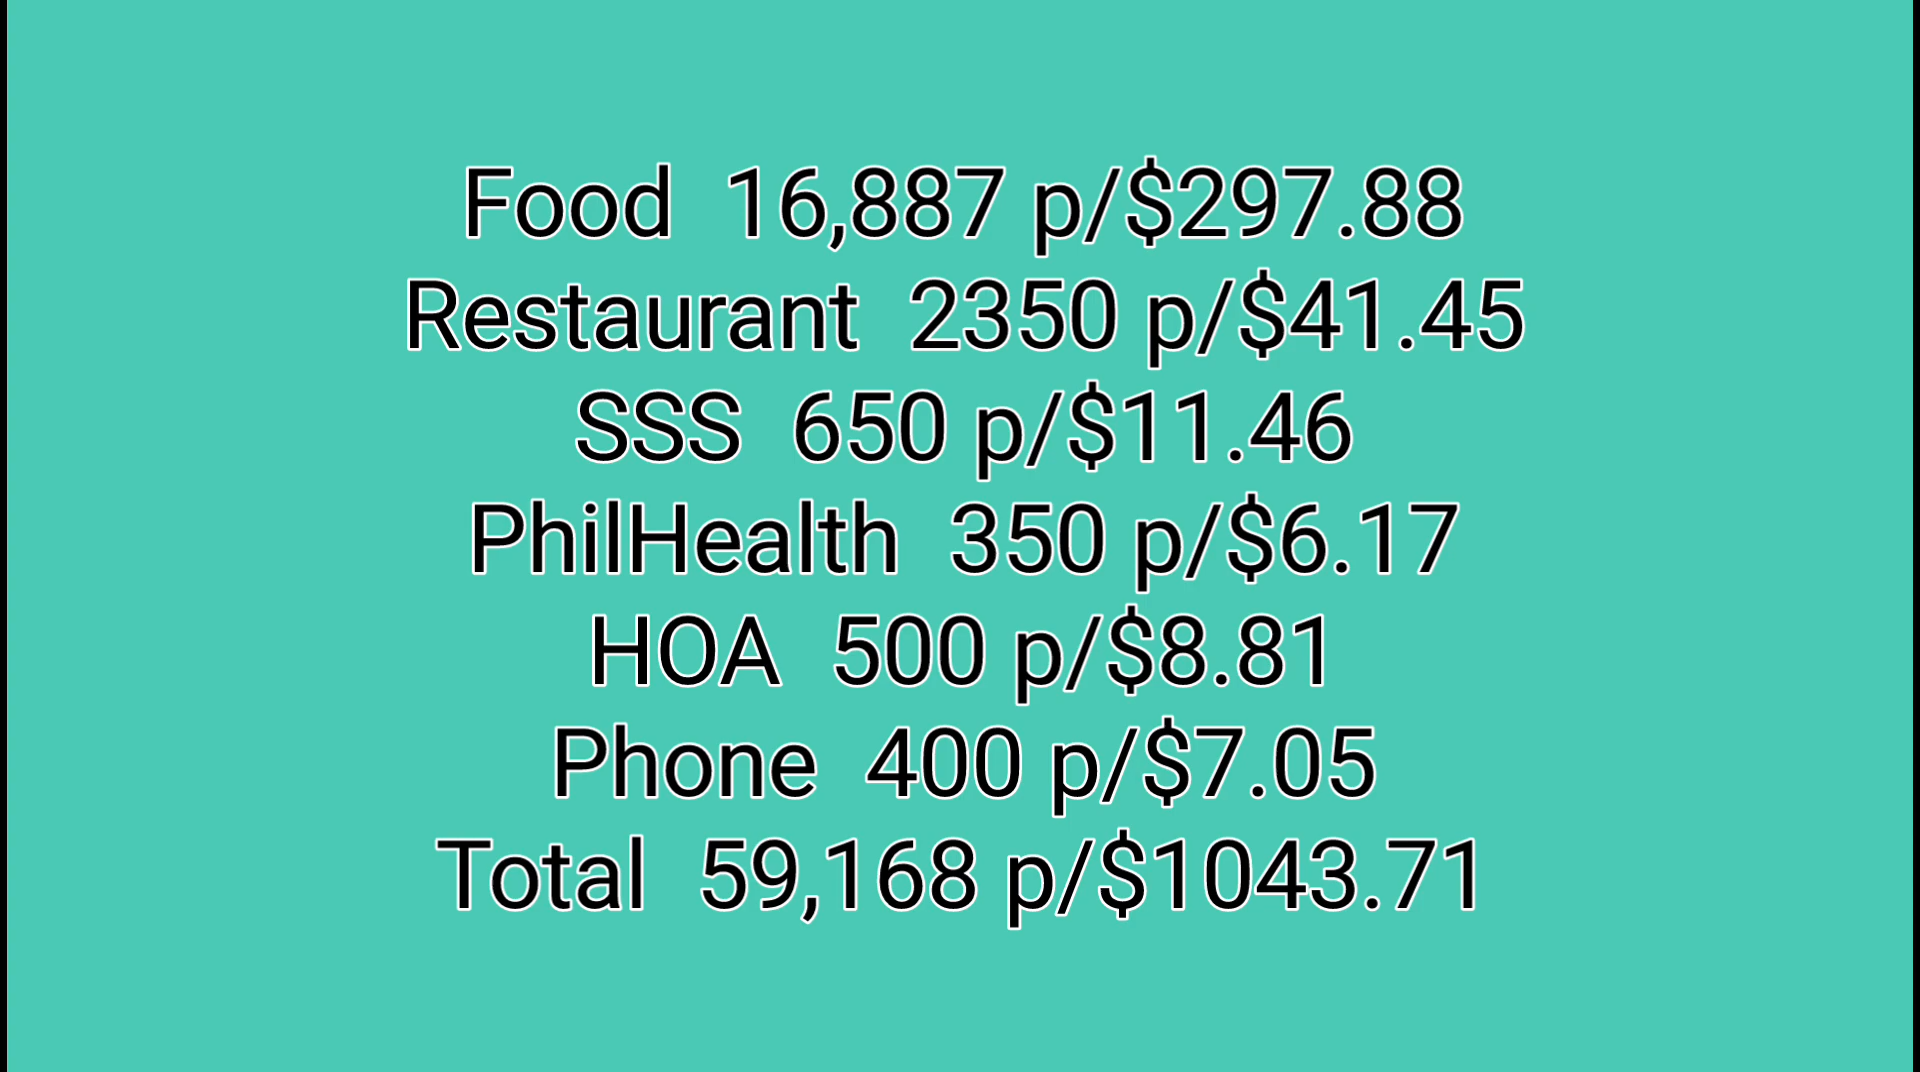 Food 16,887 p/$297.88
Restaurant 2350 p/$41.45
SSS 650 p/$11.46
PhilHealth 350 p/$6.17
HOA 500 p/$8.81
Phone 400 p/$7.05
Total 59,168 p/$1043.71